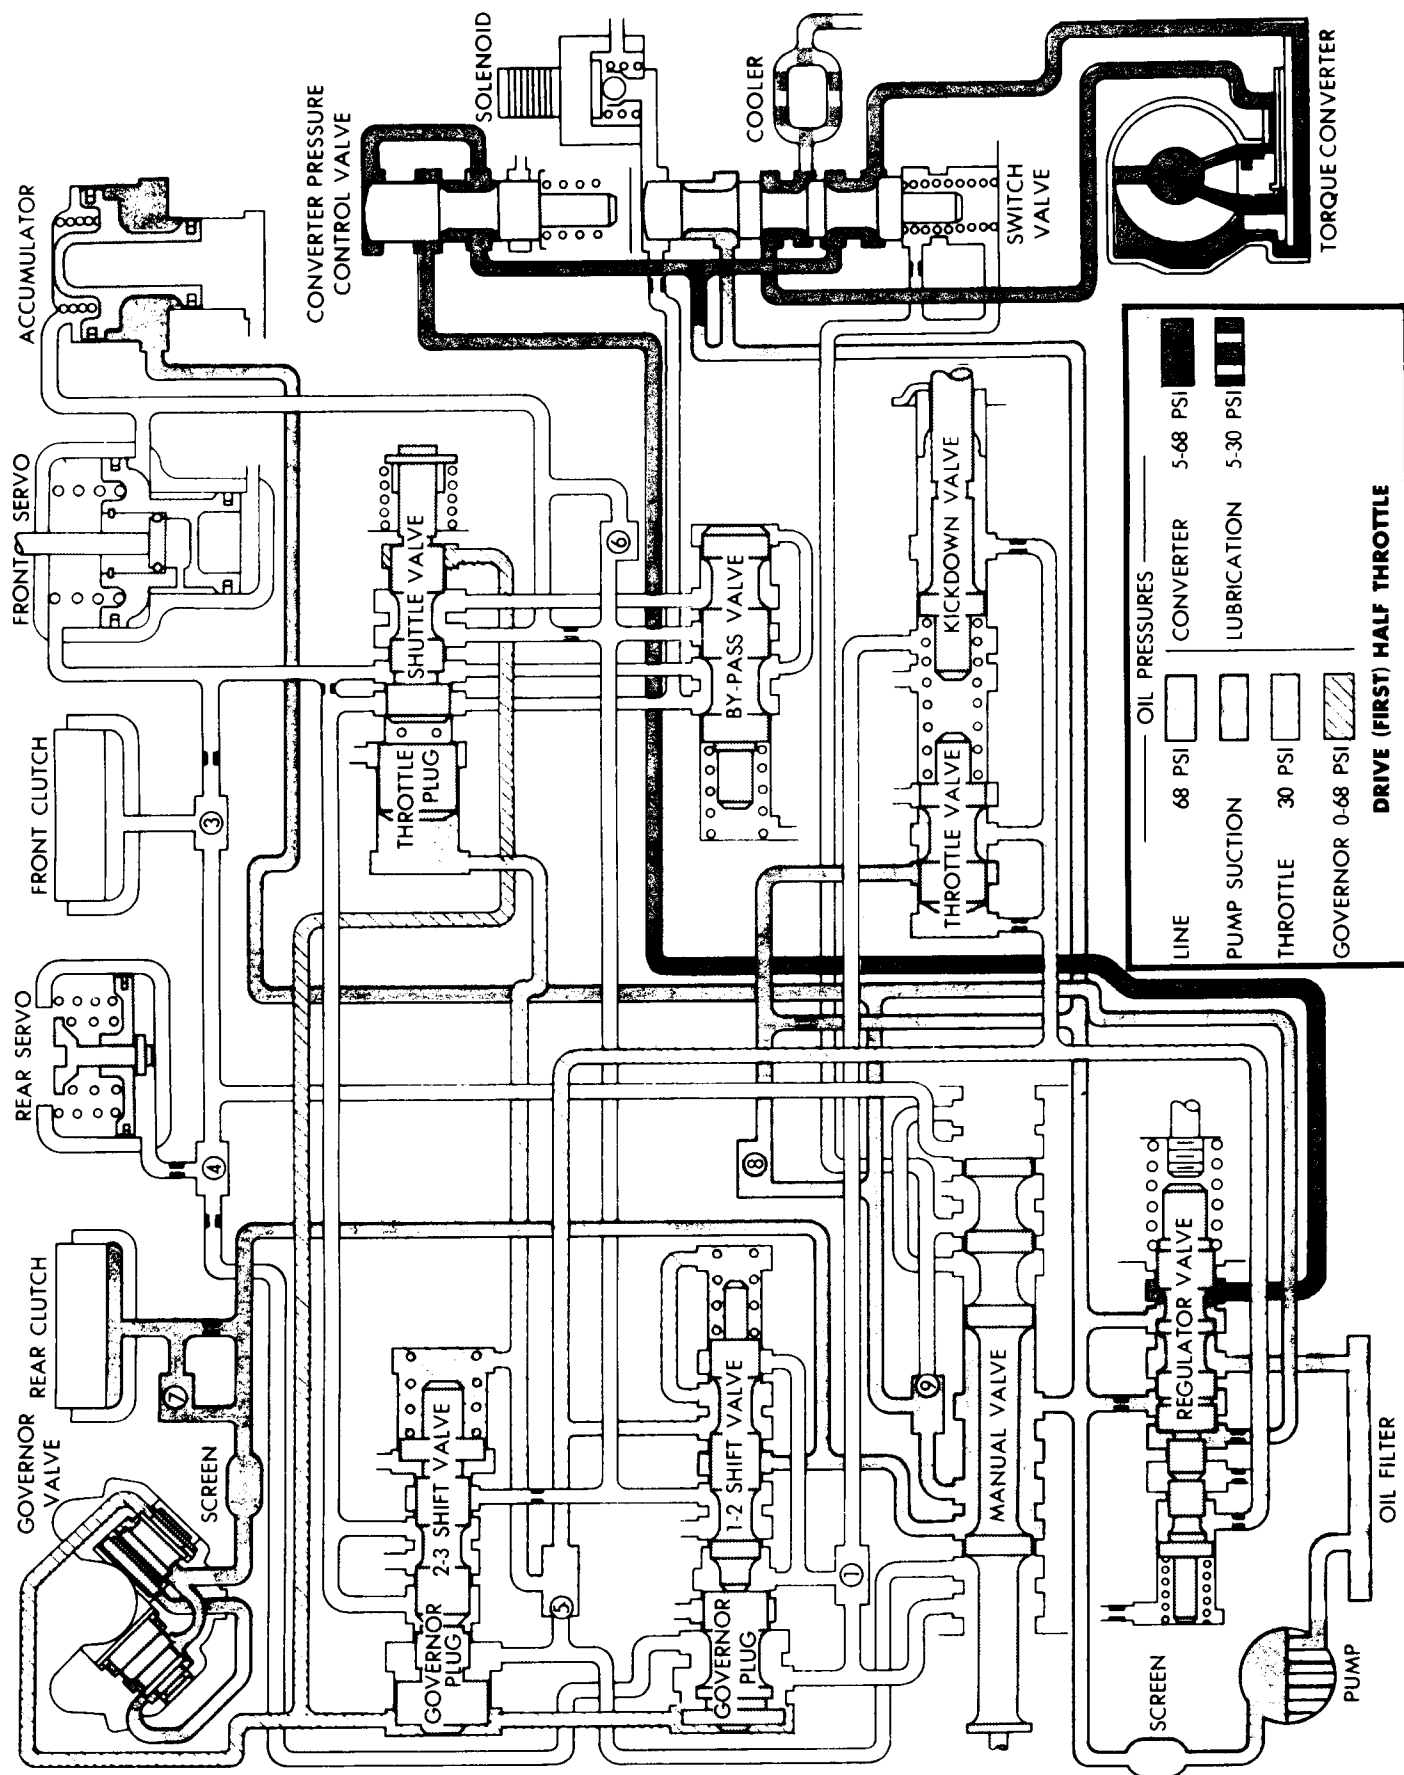 GOVERNOR
VALVE
REAR CLUTCH
REAR SERVO
FRONT CLUTCH
FRONT SERVO
ACCUMULATOR
SCREEN
7
4
3
CONVERTER PRESSURE
CONTROL VALVE
SOLENOID
GOVERNOR
PLUG
2-3 SHIFT VALVE
THROTTLE
PLUG
SHUTTLE VALVE
5
6
GOVERNOR
PLUG
1-2 SHIFT VALVE
8
BY-PASS VALVE
COOLER
1
9
MANUAL VALVE
THROTTLE VALVE
KICKDOWN VALVE
SWITCH
VALVE
SCREEN
REGULATOR VALVE
PUMP
OIL FILTER
TORQUE CONVERTER
OIL PRESSURES
LINE 68 PSI
PUMP SUCTION
THROTTLE 30 PSI
GOVERNOR 0-68 PSI
CONVERTER 5-68 PSI
LUBRICATION 5-30 PSI
DRIVE (FIRST) HALF THROTTLE